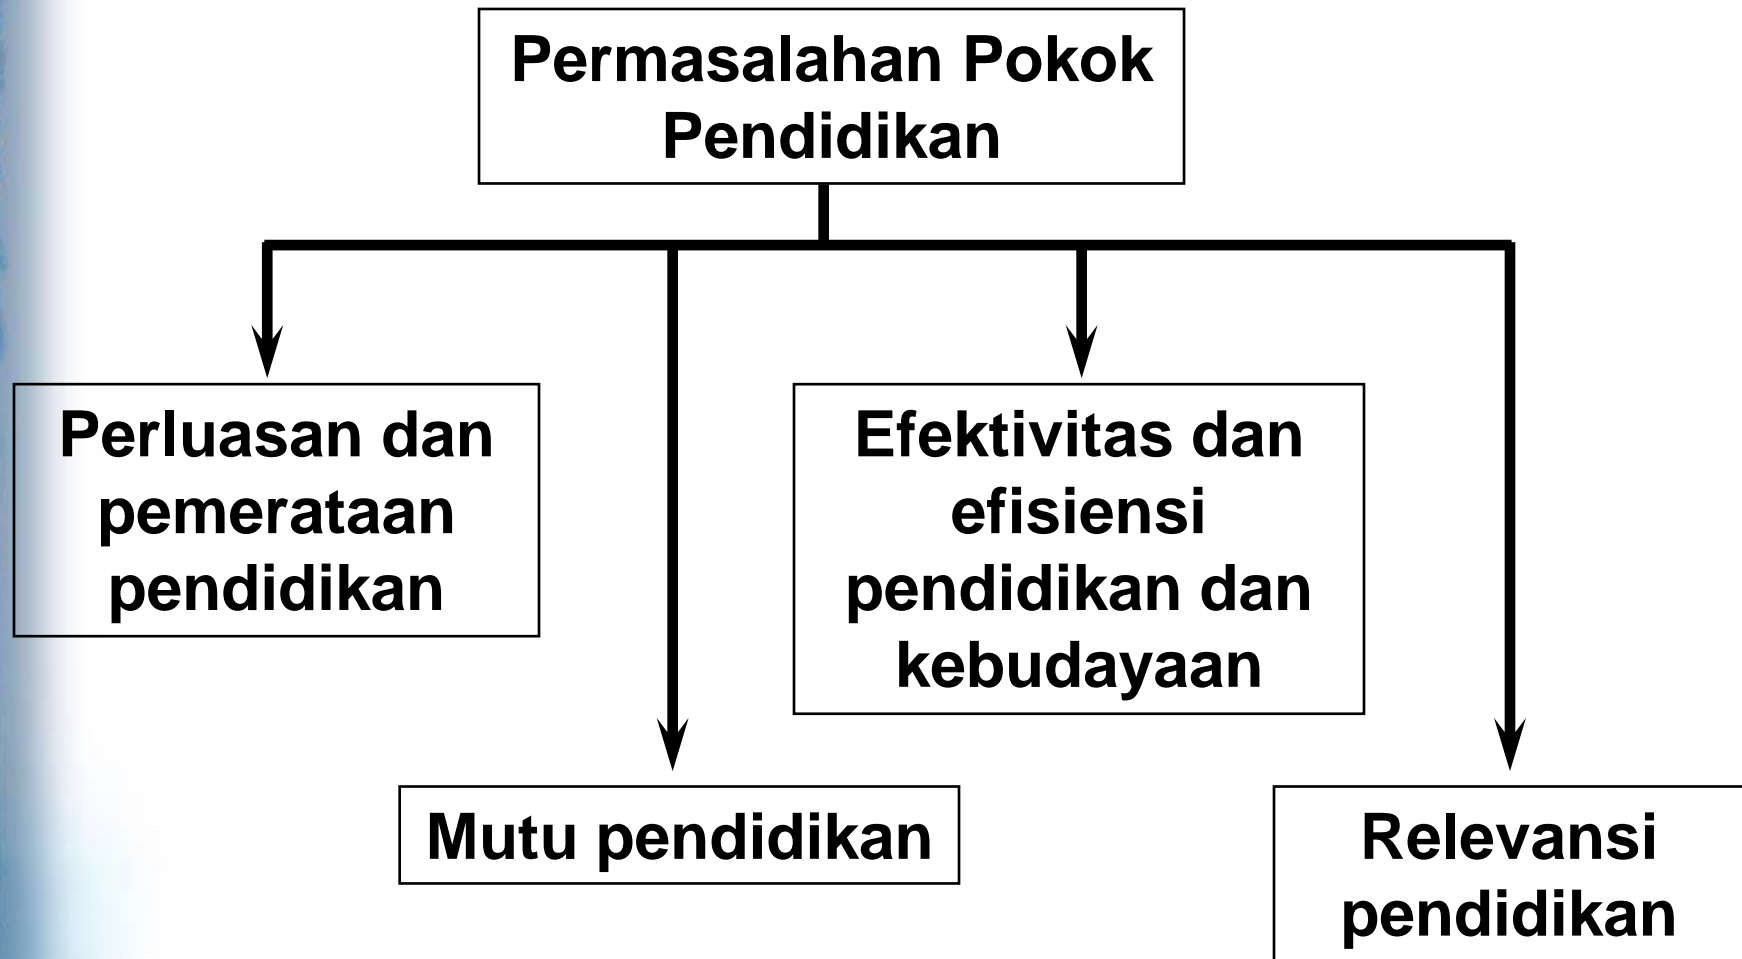 Permasalahan Pokok
Pendidikan
Perluasan dan
pemerataan
pendidikan
Efektivitas dan
efisiensi
pendidikan dan
kebudayaan
Mutu pendidikan
Relevansi
pendidikan